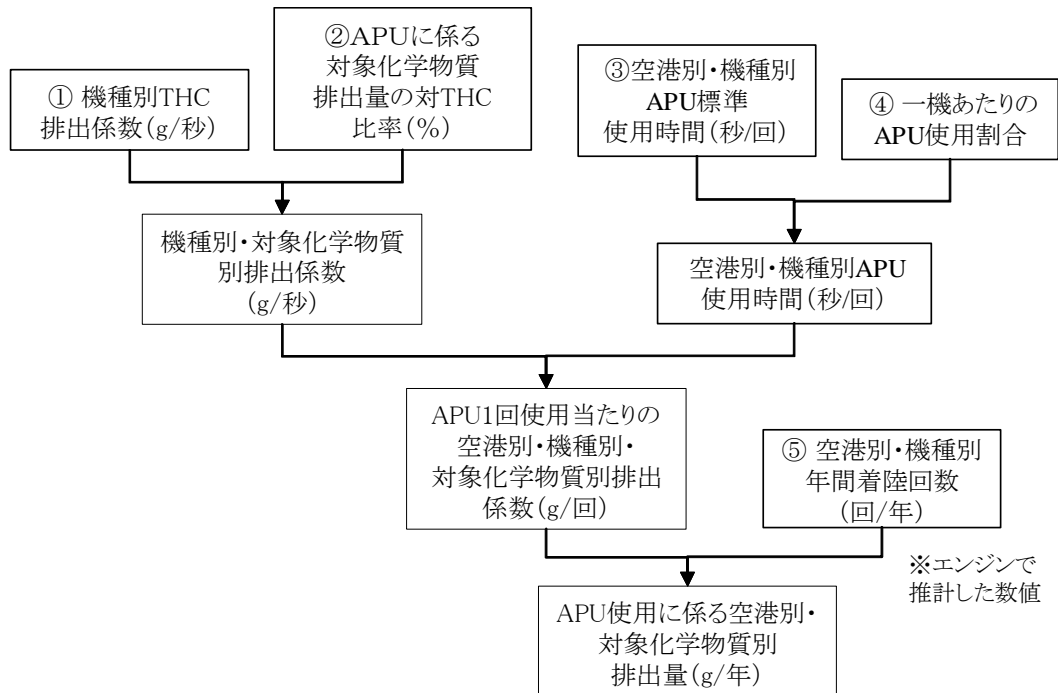 ① 機種別THC
排出係数(g/秒)
②APUに係る
対象化学物質
排出量の対THC
比率(%)
③空港別・機種別
APU標準
使用時間(秒/回)
④ 一機あたりの
APU使用割合
機種別・対象化学物質
別排出係数
(g/秒)
空港別・機種別APU
使用時間(秒/回)
APU1回使用当たりの
空港別・機種別・
対象化学物質別排出
係数(g/回)
⑤ 空港別・機種別
年間着陸回数
(回/年)
※エンジンで
推計した数値
APU使用に係る空港別・
対象化学物質別
排出量(g/年)